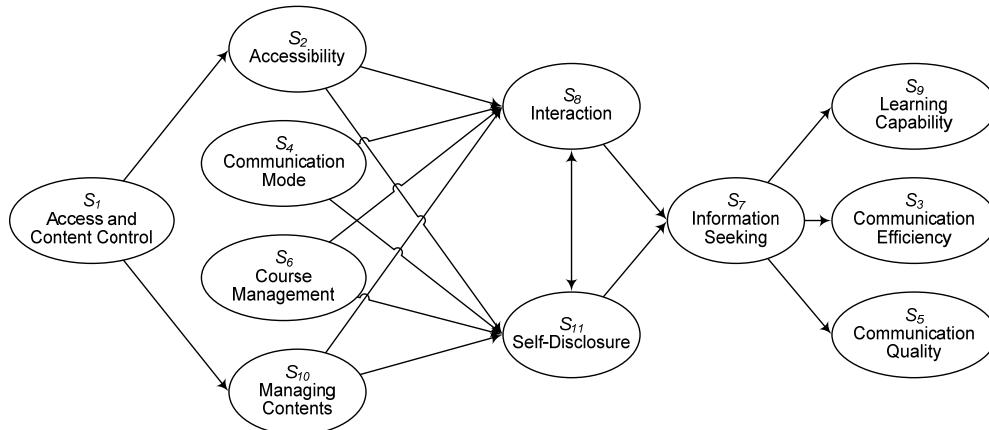 S1
Access and
Content Control
S2
Accessibility
S4
Communication
Mode
S6
Course
Management
S10
Managing
Contents
S8
Interaction
S11
Self-Disclosure
S7
Information
Seeking
S9
Learning
Capability
S3
Communication
Efficiency
S5
Communication
Quality